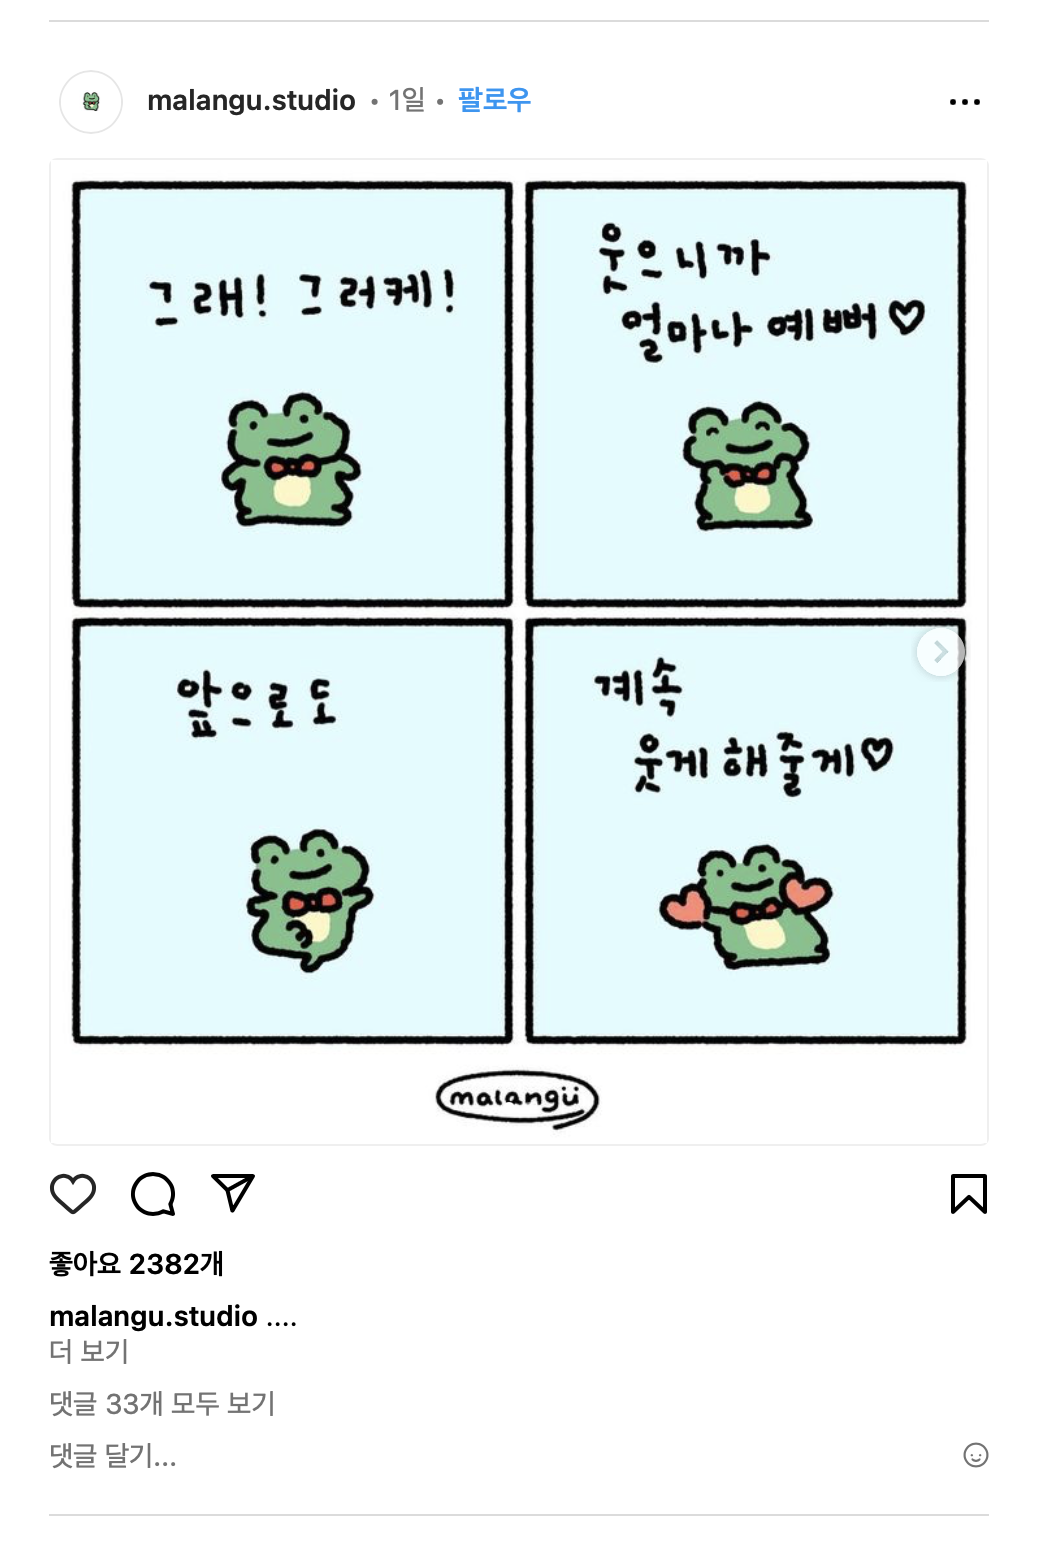 malangu.studio • 1일 • 팔로우
그래! 그러케!
웃으니까
얼마나 예뻐♡
앞으로도
계속
웃게 해줄게♡
malangü
좋아요 2382개
malangu.studio ....
더 보기
댓글 33개 모두 보기
댓글 달기...